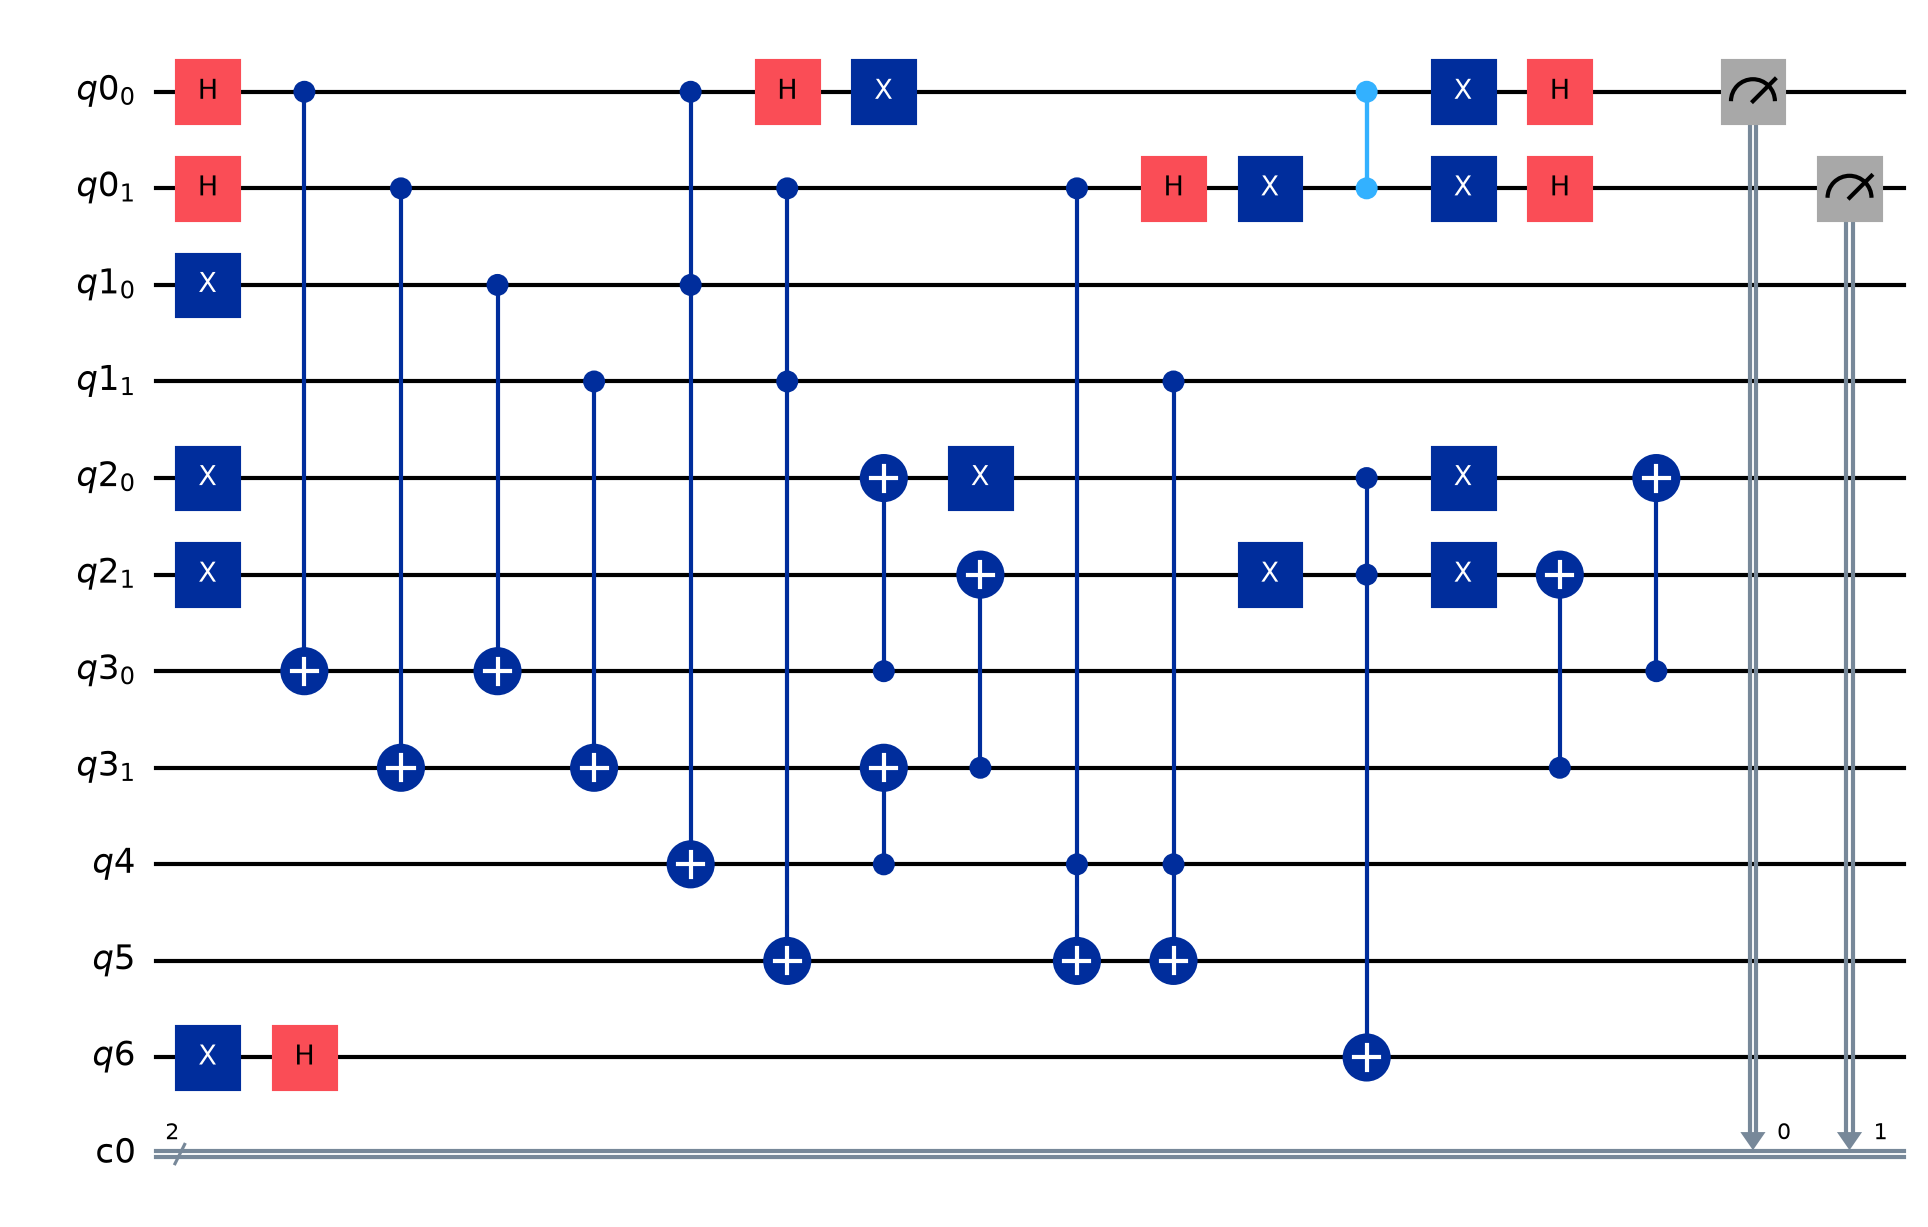 q0₀ H H X X H
q0₁ H H X X H
q1₀ X
q1₁
q2₀ X X X
q2₁ X X X
q3₀
q3₁
q4
q5
q6 X H
c0 2 0 1